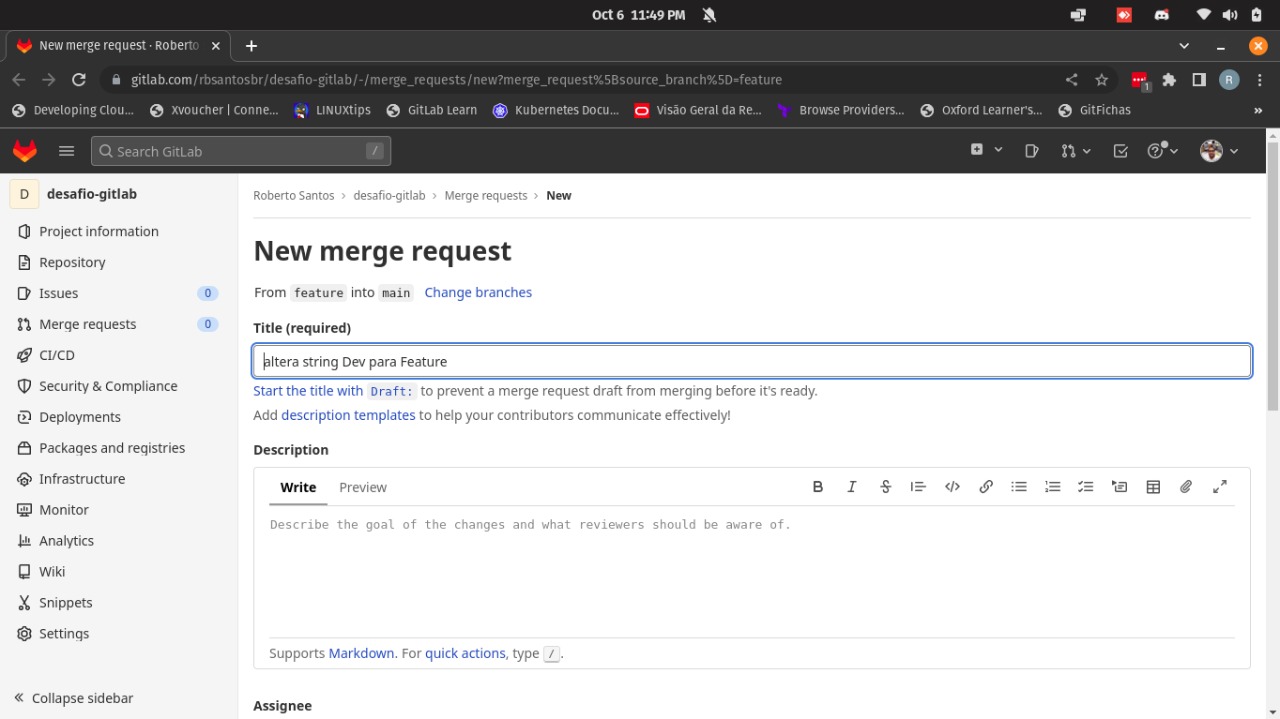 Oct 6 11:49 PM
New merge request · Roberto
gitlab.com/rbsantosbr/desafio-gitlab/-/merge_requests/new?merge_request%5Bsource_branch%5D=feature
1
R
Developing Clou... Xvoucher | Conne... LINUXtips GitLab Learn Kubernetes Docu... Visão Geral da Re... Browse Providers... Oxford Learner's... GitFichas »
Search GitLab /
D desafio-gitlab
Project information
Repository
Issues 0
Merge requests 0
CI/CD
Security & Compliance
Deployments
Packages and registries
Infrastructure
Monitor
Analytics
Wiki
Snippets
Settings
Collapse sidebar
Roberto Santos > desafio-gitlab > Merge requests > New
New merge request
From feature into main Change branches
Title (required)
altera string Dev para Feature
Start the title with Draft: to prevent a merge request draft from merging before it's ready.
Add description templates to help your contributors communicate effectively!
Description
Write Preview B I S
Describe the goal of the changes and what reviewers should be aware of.
Supports Markdown. For quick actions, type /.
Assignee